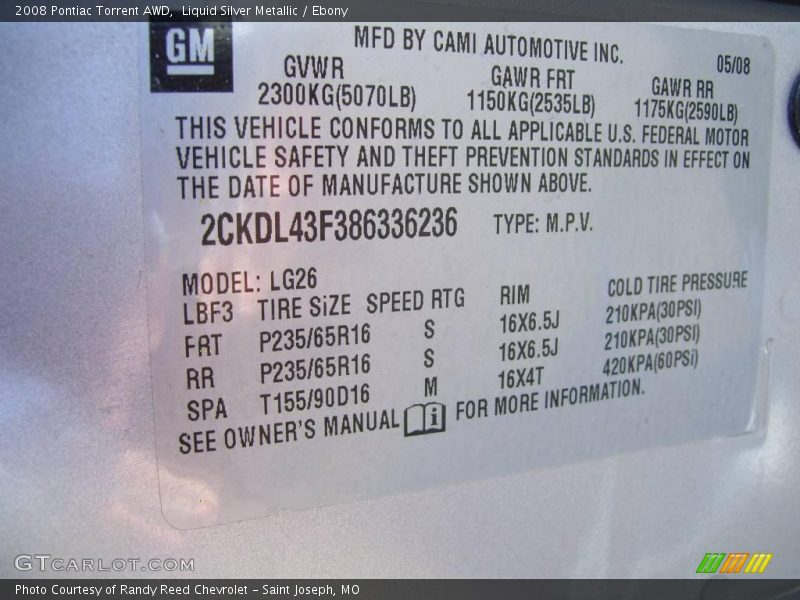 2008 Pontiac Torrent AWD,  Liquid Silver Metallic / Ebony
GM
MFD BY CAMI AUTOMOTIVE INC.
05/08
GVWR GAWR FRT GAWR RR
2300KG(5070LB) 1150KG(2535LB) 1175KG(2590LB)
THIS VEHICLE CONFORMS TO ALL APPLICABLE U.S. FEDERAL MOTOR
VEHICLE SAFETY AND THEFT PREVENTION STANDARDS IN EFFECT ON
THE DATE OF MANUFACTURE SHOWN ABOVE.
2CKDL43F386336236 TYPE: M.P.V.
MODEL: LG26
LBF3 TIRE SIZE SPEED RTG RIM COLD TIRE PRESSURE
FRT P235/65R16 S 16X6.5J 210KPA(30PSI)
RR P235/65R16 S 16X6.5J 210KPA(30PSI)
SPA T155/90D16 M 16X4T 420KPA(60PSi)
SEE OWNER'S MANUAL i FOR MORE INFORMATION.
GTCARLOT.COM
Photo Courtesy of Randy Reed Chevrolet – Saint Joseph, MO